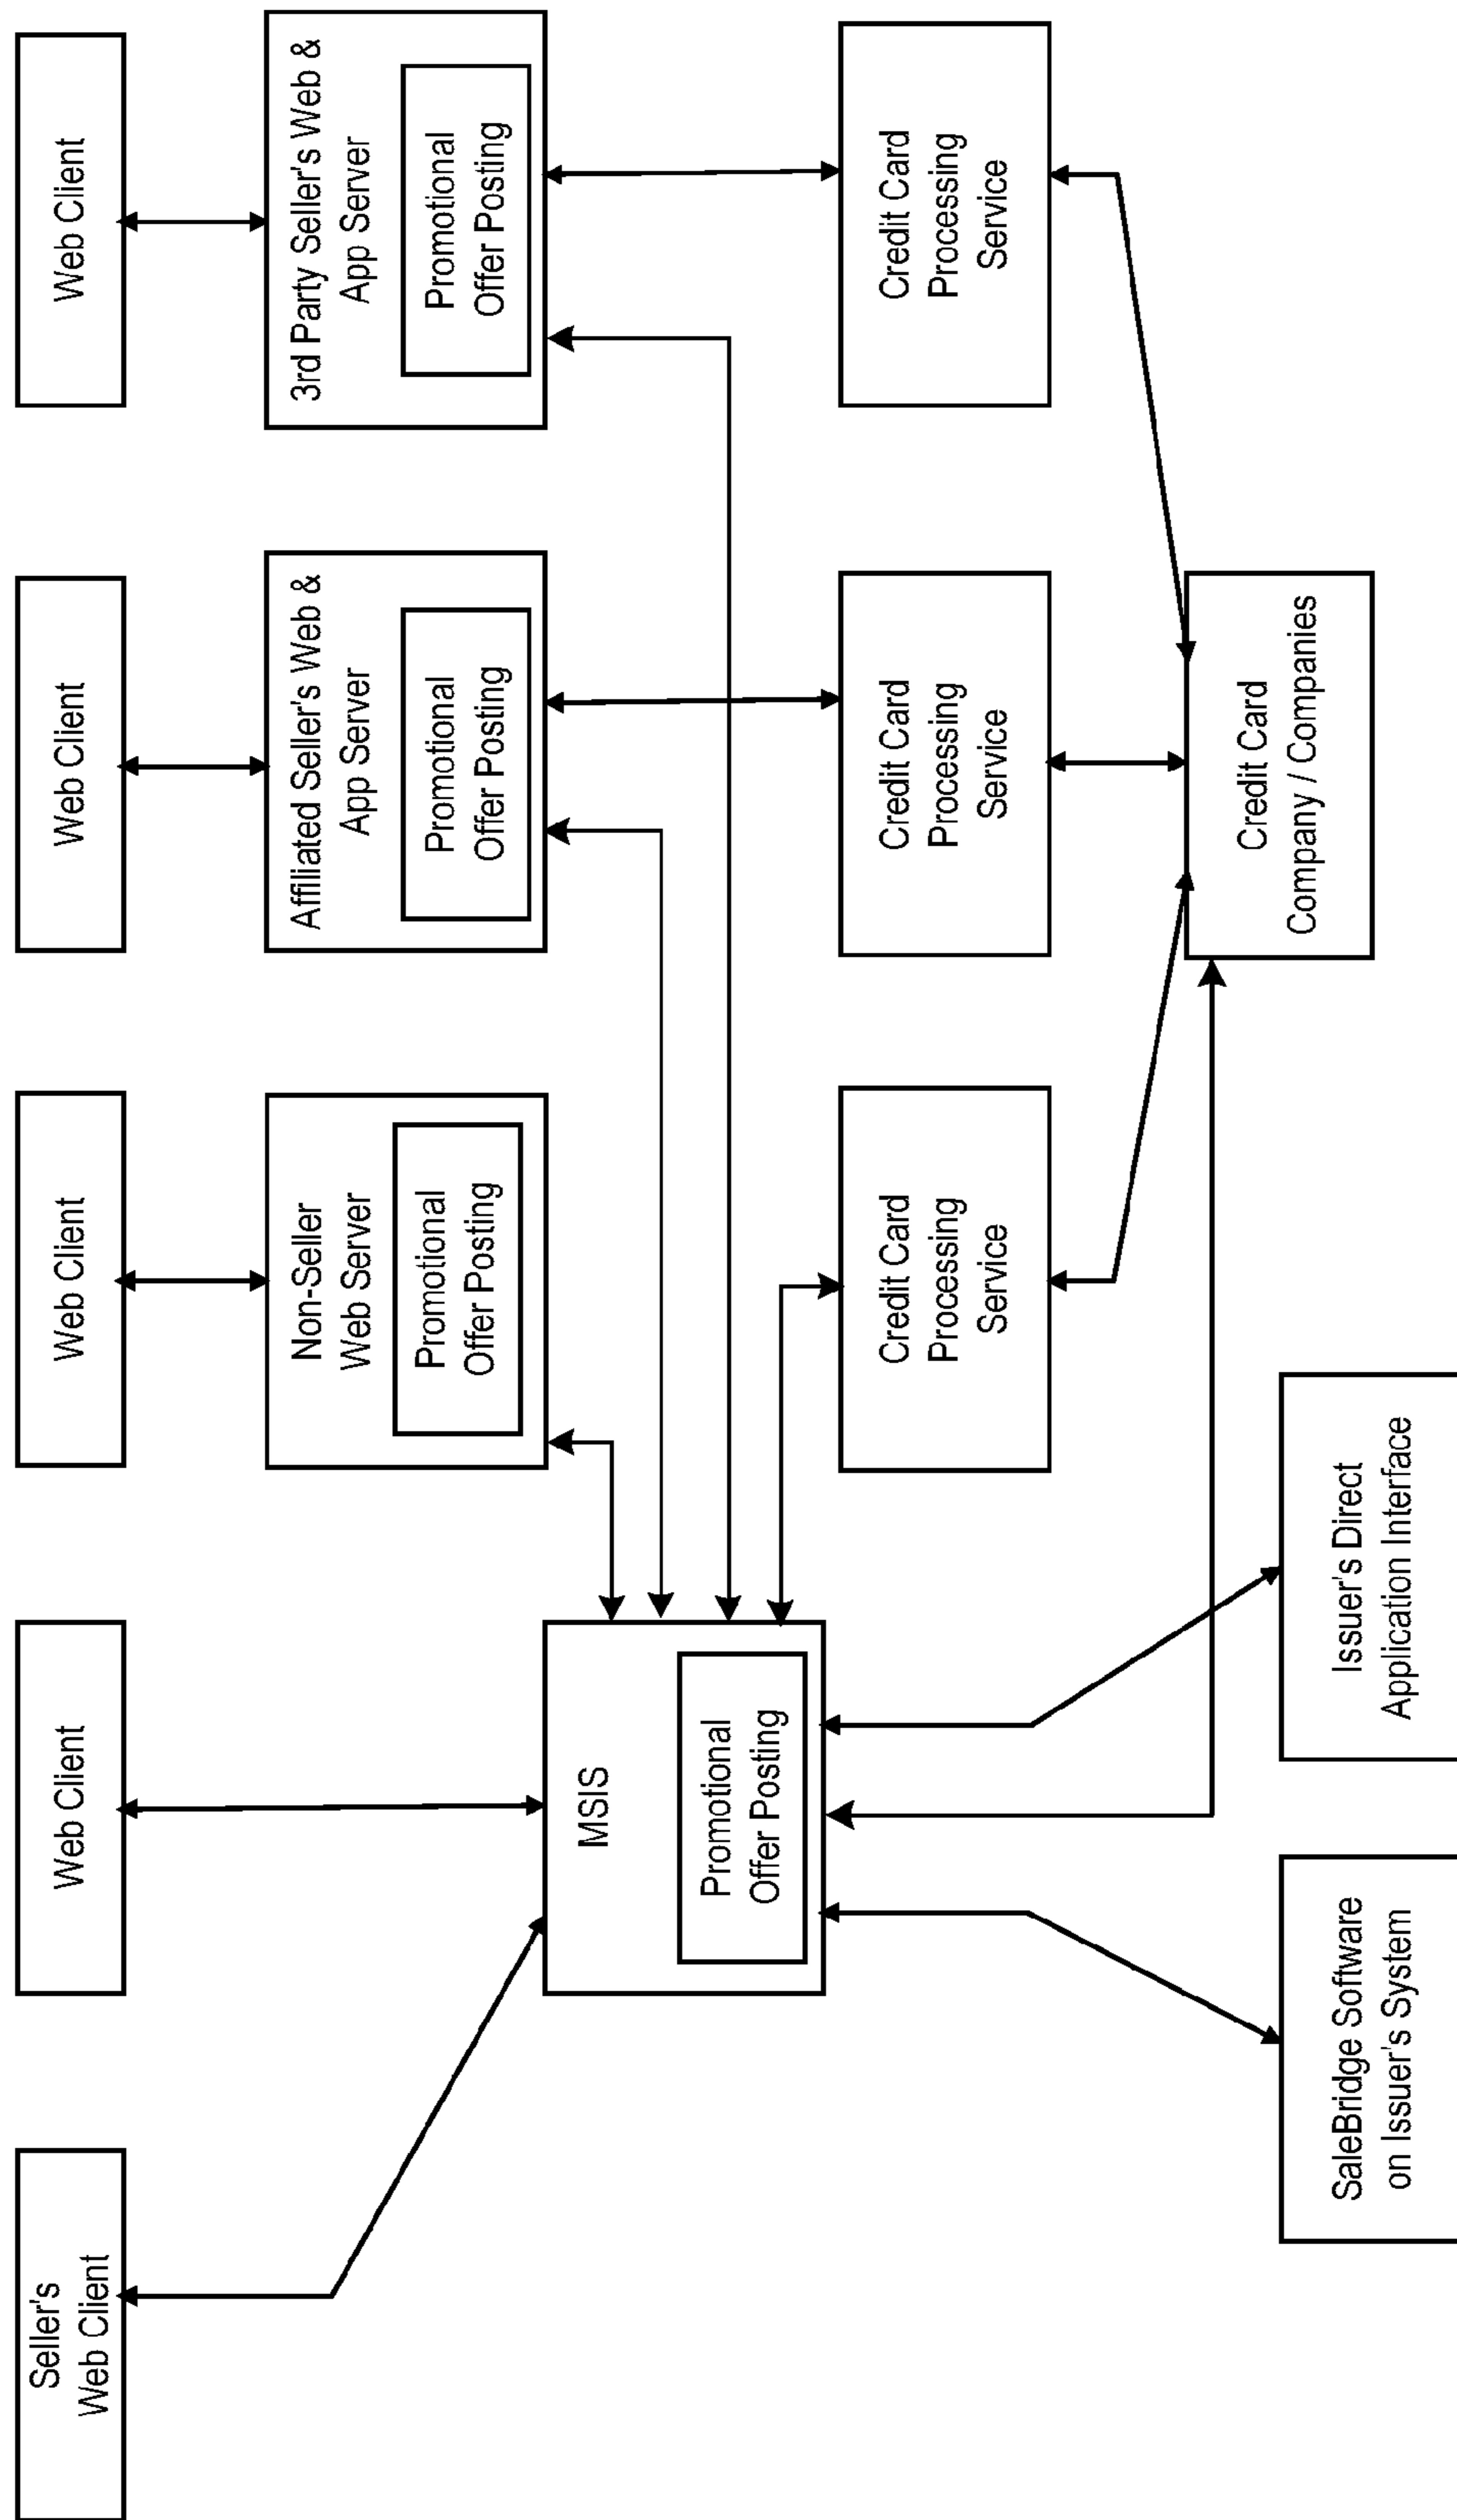 Seller's
Web Client
Web Client
Web Client
Web Client
Web Client
Non-Seller
Web Server
Promotional
Offer Posting
Affiliated Seller's Web &
App Server
Promotional
Offer Posting
3rd Party Seller's Web &
App Server
Promotional
Offer Posting
MSIS
Promotional
Offer Posting
Credit Card
Processing
Service
Credit Card
Processing
Service
Credit Card
Processing
Service
Credit Card
Company / Companies
SaleBridge Software
on Issuer's System
Issuer's Direct
Application Interface